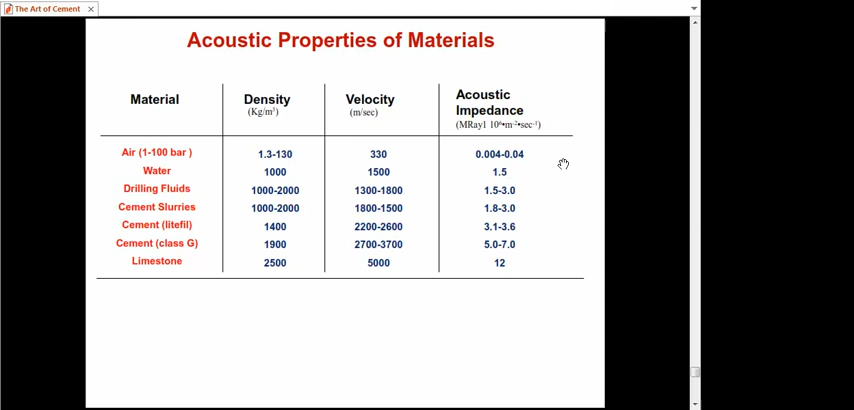 The Art of Cement
Acoustic Properties of Materials
Material Density Velocity Acoustic Impedance
(Kg/m³) (m/sec) (MRayl 10⁶•m⁻²•sec⁻¹)
Air (1-100 bar ) 1.3-130 330 0.004-0.04
Water 1000 1500 1.5
Drilling Fluids 1000-2000 1300-1800 1.5-3.0
Cement Slurries 1000-2000 1800-1500 1.8-3.0
Cement (litefil) 1400 2200-2600 3.1-3.6
Cement (class G) 1900 2700-3700 5.0-7.0
Limestone 2500 5000 12